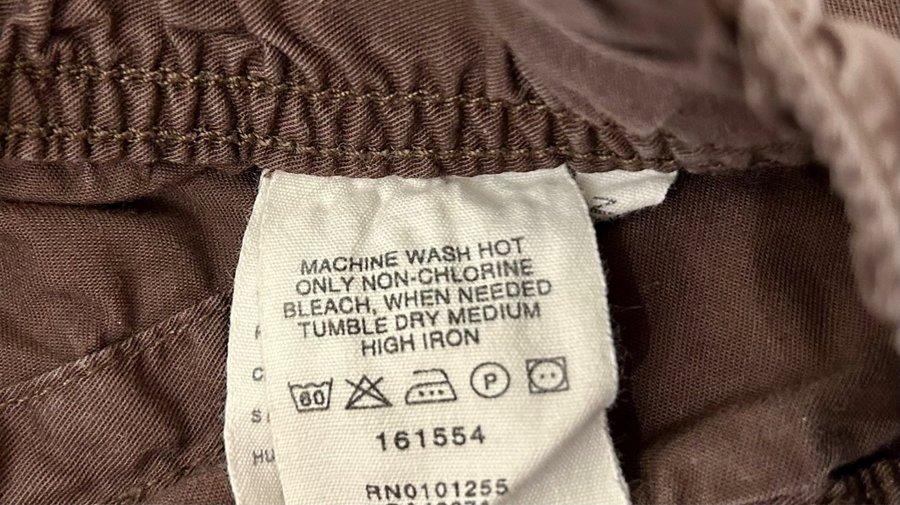 MACHINE WASH HOT
ONLY NON-CHLORINE
BLEACH, WHEN NEEDED
TUMBLE DRY MEDIUM
HIGH IRON
60 P
161554
RN0101255